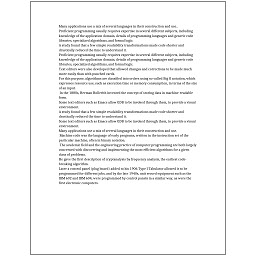 Many applications use a mix of several languages in their construction and use.
Proficient programming usually requires expertise in several different subjects, including
knowledge of the application domain, details of programming languages and generic code
libraries, specialized algorithms, and formal logic.
A study found that a few simple readability transformations made code shorter and
drastically reduced the time to understand it.
Proficient programming usually requires expertise in several different subjects, including
knowledge of the application domain, details of programming languages and generic code
libraries, specialized algorithms, and formal logic.
Text editors were also developed that allowed changes and corrections to be made much
more easily than with punched cards.
For this purpose, algorithms are classified into orders using so-called Big O notation, which
expresses resource use, such as execution time or memory consumption, in terms of the size
of an input.
In the 1880s, Herman Hollerith invented the concept of storing data in machine-readable
form.
Some text editors such as Emacs allow GDB to be invoked through them, to provide a visual
environment.
A study found that a few simple readability transformations made code shorter and
drastically reduced the time to understand it.
Some text editors such as Emacs allow GDB to be invoked through them, to provide a visual
environment.
Many applications use a mix of several languages in their construction and use.
Machine code was the language of early programs, written in the instruction set of the
particular machine, often in binary notation.
The academic field and the engineering practice of computer programming are both largely
concerned with discovering and implementing the most efficient algorithms for a given
class of problems.
He gave the first description of cryptanalysis by frequency analysis, the earliest code-
breaking algorithm.
Later a control panel (plug board) added to his 1906 Type I Tabulator allowed it to be
programmed for different jobs, and by the late 1940s, unit record equipment such as the
IBM 602 and IBM 604, were programmed by control panels in a similar way, as were the
first electronic computers.